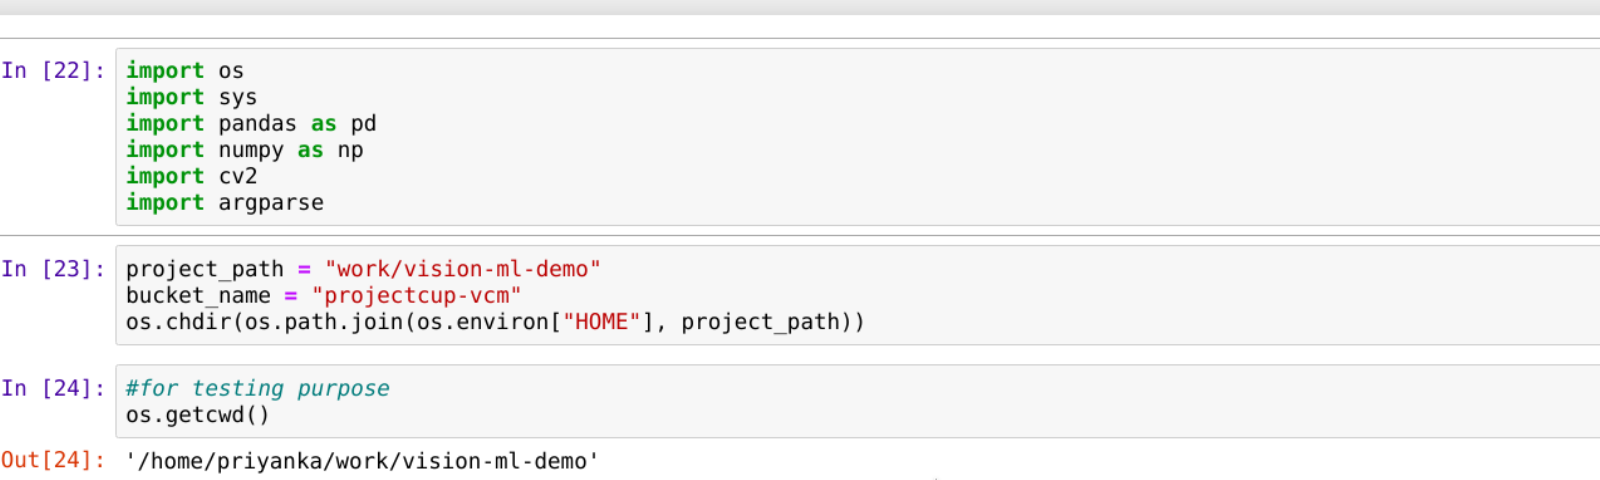 In [22]: import os
import sys
import pandas as pd
import numpy as np
import cv2
import argparse
In [23]: project_path = "work/vision-ml-demo"
bucket_name = "projectcup-vcm"
os.chdir(os.path.join(os.environ["HOME"], project_path))
In [24]: #for testing purpose
os.getcwd()
Out[24]: '/home/priyanka/work/vision-ml-demo'